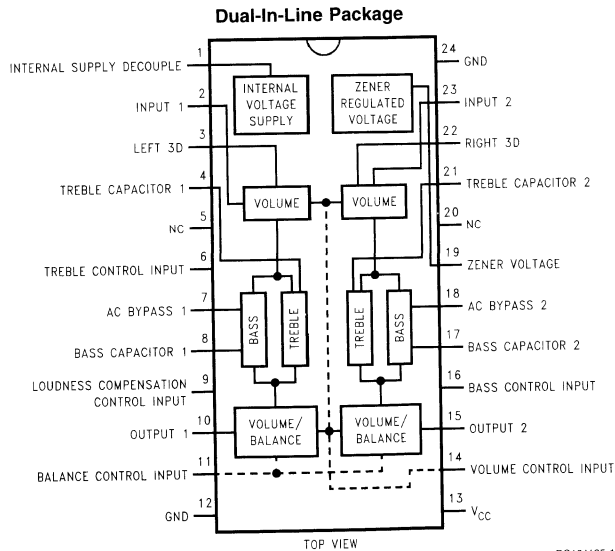 Dual-In-Line Package
1
INTERNAL SUPPLY DECOUPLE
2
INPUT 1
3
LEFT 3D
4
TREBLE CAPACITOR 1
5
NC
6
TREBLE CONTROL INPUT
7
AC BYPASS 1
8
BASS CAPACITOR 1
9
LOUDNESS COMPENSATION
CONTROL INPUT
10
OUTPUT 1
11
BALANCE CONTROL INPUT
12
GND
INTERNAL
VOLTAGE
SUPPLY
ZENER
REGULATED
VOLTAGE
VOLUME
VOLUME
BASS
TREBLE
TREBLE
BASS
VOLUME/
BALANCE
VOLUME/
BALANCE
24
GND
23
INPUT 2
22
RIGHT 3D
21
TREBLE CAPACITOR 2
20
NC
19
ZENER VOLTAGE
18
AC BYPASS 2
17
BASS CAPACITOR 2
16
BASS CONTROL INPUT
15
OUTPUT 2
14
VOLUME CONTROL INPUT
13
VCC
TOP VIEW